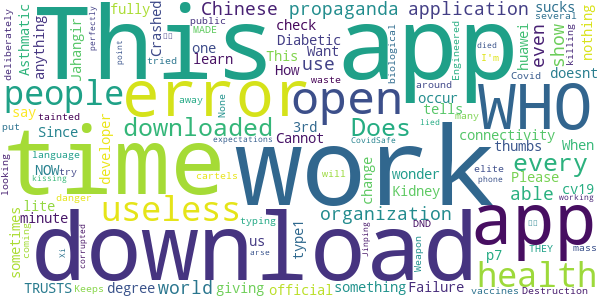 This app
work
time
download
app
WHO
error
open
people
useless
health
downloaded
Does
every
organization
Chinese
propaganda
application
sucks
several
deliberately
Asthmatic
anything
Jahangir
fully
Crashed
public
MADE
perfectly
point
check
Diabetic
Want
one
learn
This
How
use
tried
died
I'm
biological
Engineered
show
even
huawei
doesnt
killing
nothing
many
say
tainted
None
away
waste
Covid
around
3rd
occur
tells
Cannot
connectivity
Since
developer
expectations
lied
CovidSafe
put
language
NOW
try
kissing
cartels
will
change
Kidney
wonder
elite
phone
thumbs
When
Please
able
cv19
working
looking
lite
danger
minute
sometimes
coming
typing
us
type1
DND
Weapon
Jinping
p7
THEY
mass
TRUSTS
Keeps
degree
world
Xi
corrupted
giving
official
arse
something
Failure
vaccines
Destruction